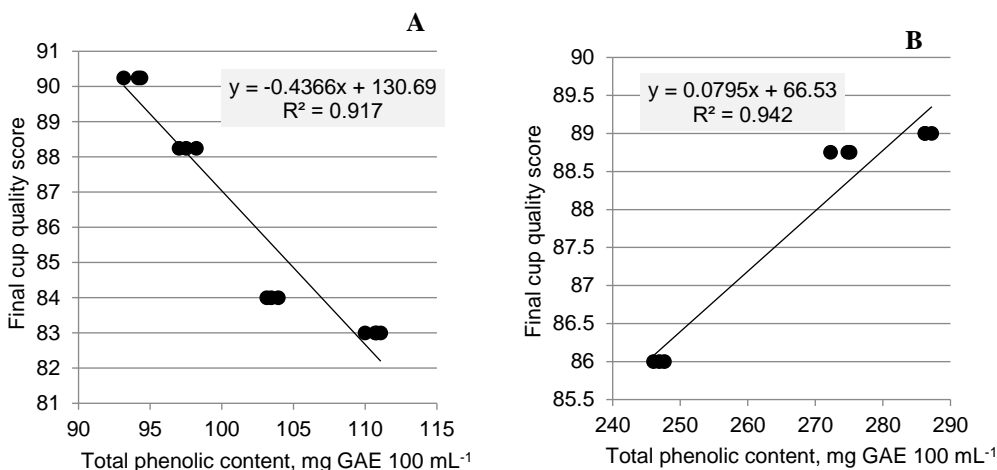 A
y = -0.4366x + 130.69
R² = 0.917
Final cup quality score
91
90
89
88
87
86
85
84
83
82
81
90 95 100 105 110 115
Total phenolic content, mg GAE 100 mL⁻¹
B
y = 0.0795x + 66.53
R² = 0.942
Final cup quality score
90
89.5
89
88.5
88
87.5
87
86.5
86
85.5
240 250 260 270 280 290
Total phenolic content, mg GAE 100 mL⁻¹